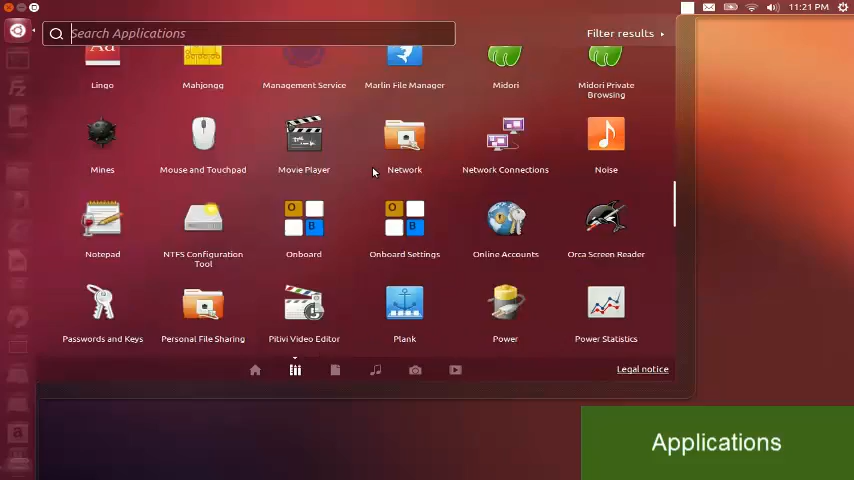 11:21 PM
Search Applications
Filter results
Aa
Lingo
Mahjongg
Management Service
Marlin File Manager
Midori
Midori Private
Browsing
Mines
Mouse and Touchpad
Movie Player
Network
Network Connections
Noise
O
B
O
B
Notepad
NTFS Configuration
Tool
Onboard
Onboard Settings
Online Accounts
Orca Screen Reader
Passwords and Keys
Personal File Sharing
Pitivi Video Editor
Plank
Power
Power Statistics
Legal notice
a
Applications